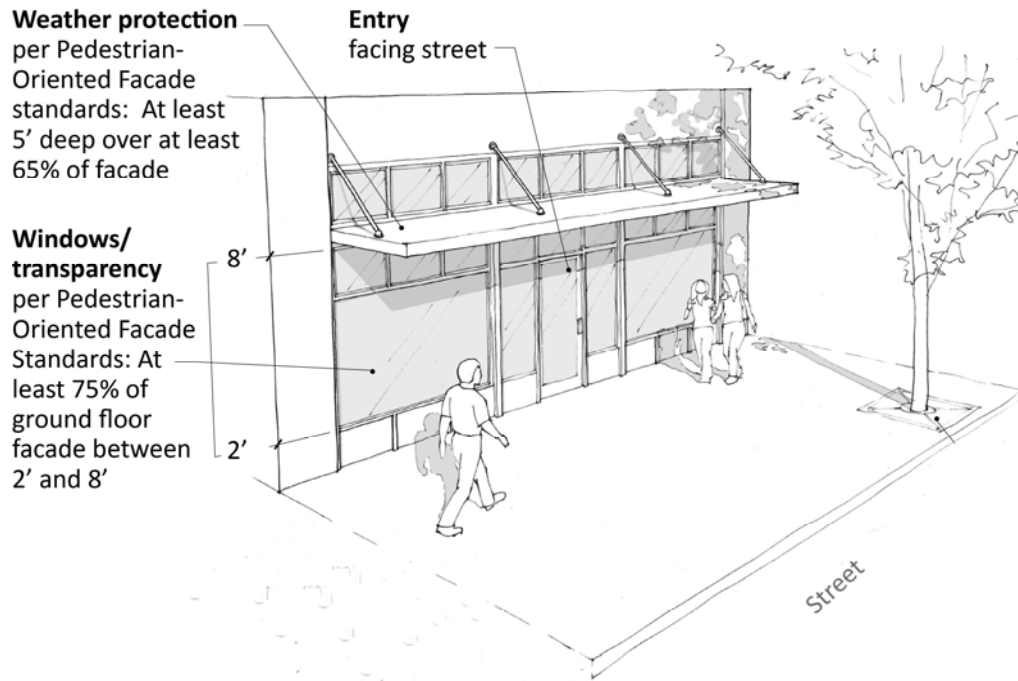 Weather protection
per Pedestrian-
Oriented Facade
standards:  At least
5’ deep over at least
65% of facade
Entry
facing street
Windows/
transparency
per Pedestrian-
Oriented Facade
Standards: At
least 75% of
ground floor
facade between
2’ and 8’
8’
2’
Street